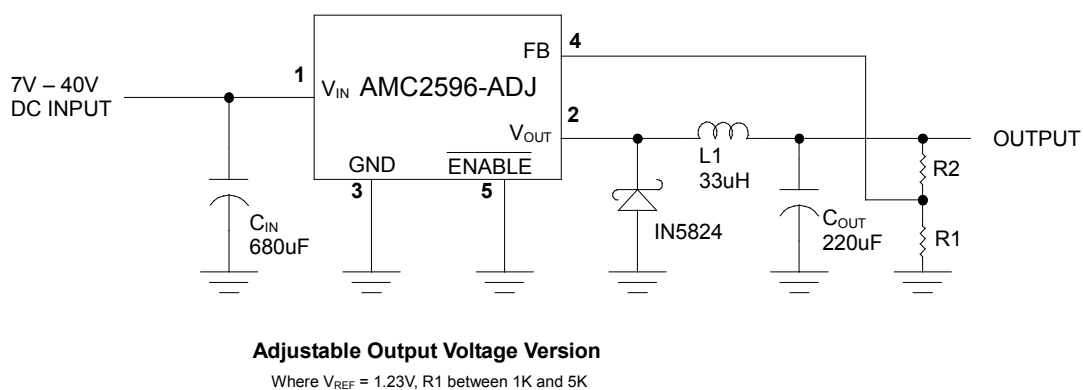 FB
4
1
7V – 40V
DC INPUT
VIN
AMC2596-ADJ
2
VOUT
OUTPUT
GND
ENABLE
3
5
L1
33uH
R2
CIN
680uF
IN5824
COUT
220uF
R1
Adjustable Output Voltage Version
Where VREF = 1.23V, R1 between 1K and 5K